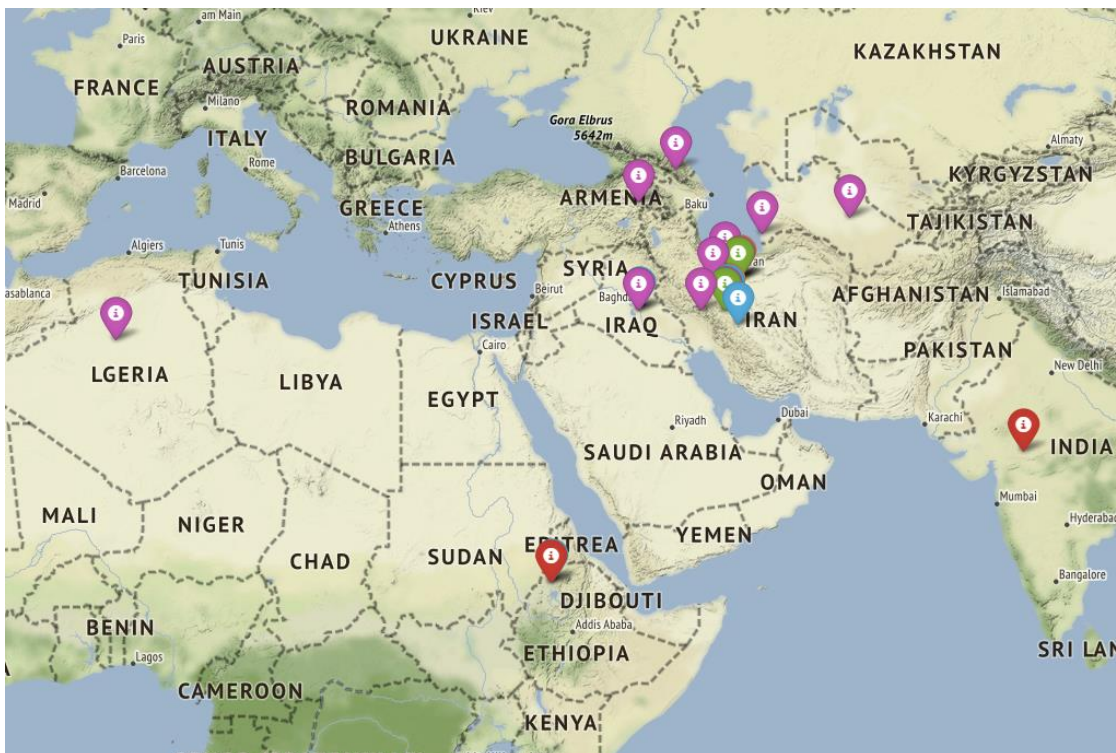 Kiev
am Main
Paris
UKRAINE
KAZAKHSTAN
AUSTRIA
FRANCE
Milano
ROMANIA
Gora Elbrus
5642m
ITALY
Almaty
BULGARIA
KYRGYZSTAN
Barcelona
Rome
Madrid
ARMENIA
Baku
GREECE
TAJIKISTAN
Athens
Algiers
Tunis
SYRIA
TUNISIA
CYPRUS
Beirut
AFGHANISTAN
Islamabad
asablanca
ISRAEL
IRAQ
IRAN
Cairo
PAKISTAN
LGERIA
LIBYA
New Delhi
EGYPT
Riyadh
Dubai
Karachi
SAUDI ARABIA
INDIA
OMAN
Mumbai
MALI
NIGER
Hyderabad
YEMEN
CHAD
SUDAN
ERITREA
Bangalore
DJIBOUTI
BENIN
Addis Ababa
Lagos
ETHIOPIA
SRI LAN
CAMEROON
KENYA